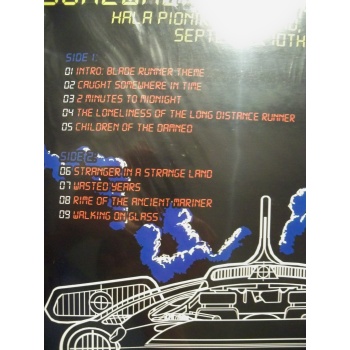 HALA PIONI
SEPT
SIDE 1:
01 INTRO: BLADE RUNNER THEME
02 CAUGHT SOMEWHERE IN TIME
03 2 MINUTES TO MIDNIGHT
04 THE LONELINESS OF THE LONG DISTANCE RUNNER
05 CHILDREN OF THE DAMNED
SIDE 2:
06 STRANGER IN A STRANGE LAND
07 WASTED YEARS
08 RIME OF THE ANCIENT MARINER
09 WALKING ON GLASS